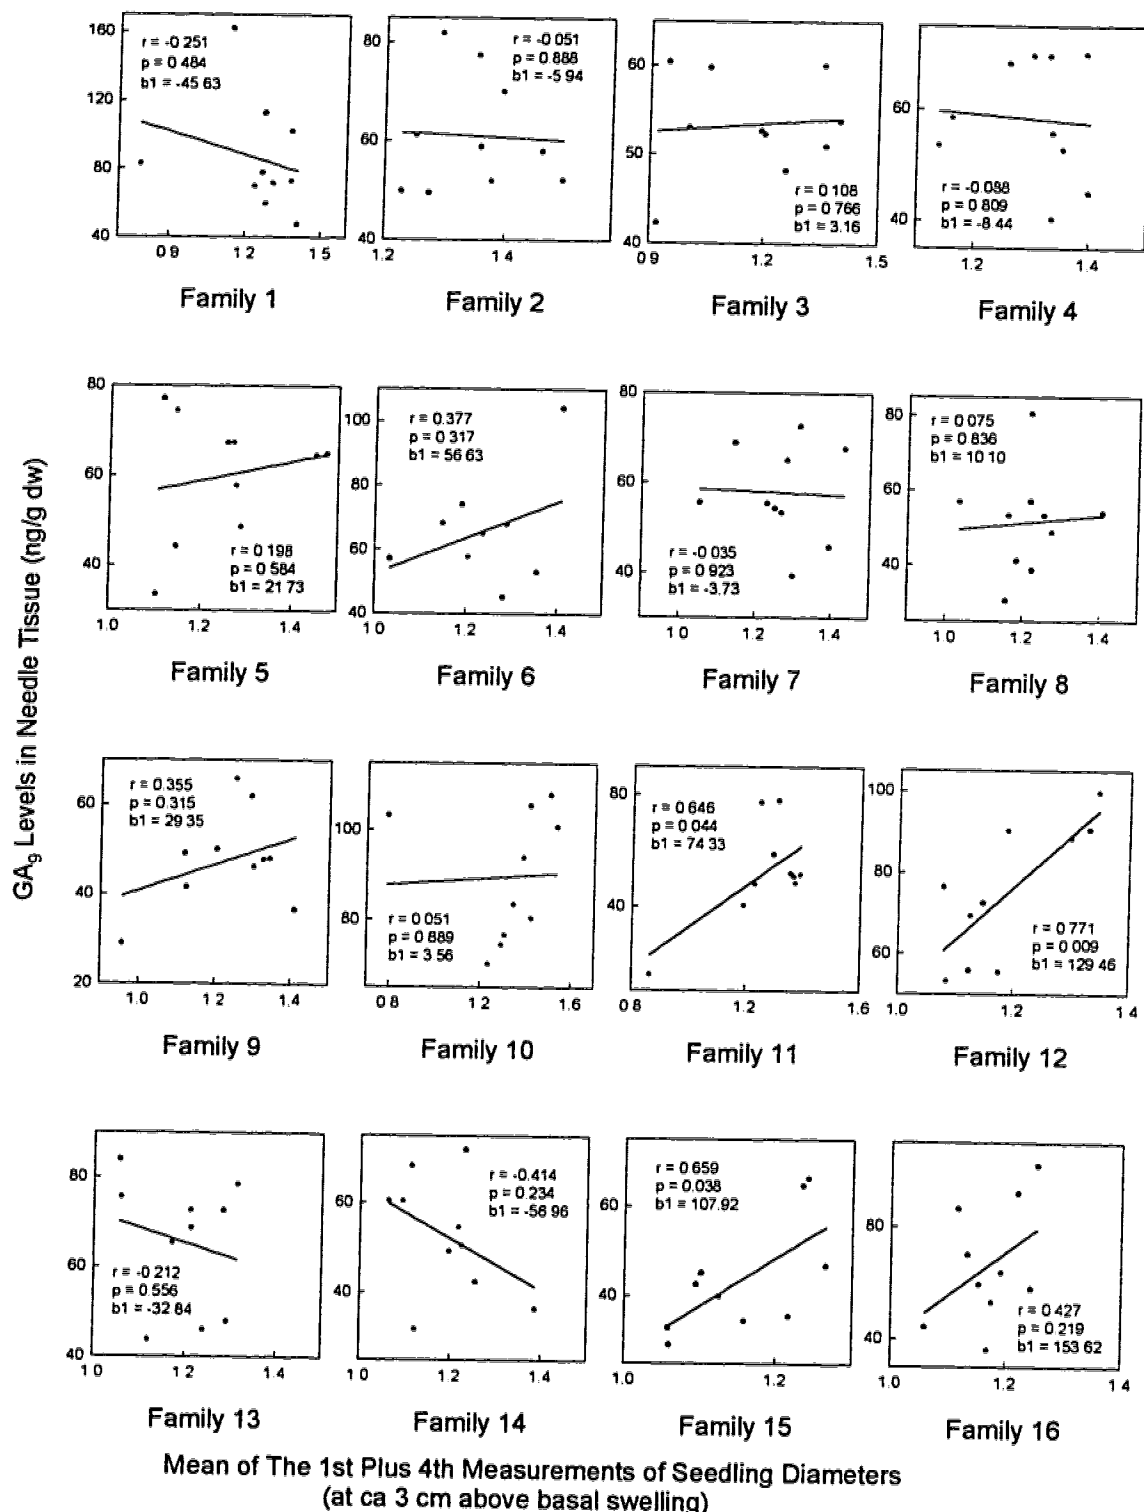 GA9 Levels in Needle Tissue (ng/g dw)
160
120
80
40
r = -0 251
p = 0 484
b1 = -45 63
0 9
1 2
1 5
Family 1
80
60
40
r = -0 051
p = 0.888
b1 = -5 94
1.2
1.4
Family 2
60
50
40
r = 0 108
p = 0 766
b1 = 3.16
0 9
1.2
1.5
Family 3
60
40
r = -0.088
p = 0 809
b1 = -8 44
1.2
1.4
Family 4
80
60
40
r = 0 198
p = 0 584
b1 = 21 73
1.0
1.2
1.4
Family 5
100
80
60
40
r = 0.377
p = 0 317
b1 = 56 63
1.0
1.2
1.4
Family 6
80
60
40
r = -0 035
p = 0 923
b1 = -3.73
1.0
1.2
1.4
Family 7
80
60
40
r = 0 075
p = 0 836
b1 = 10 10
1.0
1.2
1.4
Family 8
60
40
20
r = 0.355
p = 0.315
b1 = 29 35
1.0
1.2
1.4
Family 9
100
80
r = 0 051
p = 0 889
b1 = 3 56
0 8
1.2
1.6
Family 10
80
40
r = 0 646
p = 0 044
b1 = 74 33
0 8
1.2
1.6
Family 11
100
80
60
r = 0.771
p = 0 009
b1 = 129 46
1.0
1.2
1 4
Family 12
80
60
40
r = -0.212
p = 0.556
b1 = -32 84
1.0
1.2
1.4
Family 13
60
40
r = -0.414
p = 0.234
b1 = -56 96
1.0
1.2
1.4
Family 14
60
40
r = 0.659
p = 0.038
b1 = 107.92
1.0
1.2
Family 15
80
40
r = 0.427
p = 0.219
b1 = 153 62
1.0
1.2
1 4
Family 16
Mean of The 1st Plus 4th Measurements of Seedling Diameters
(at ca 3 cm above basal swelling)